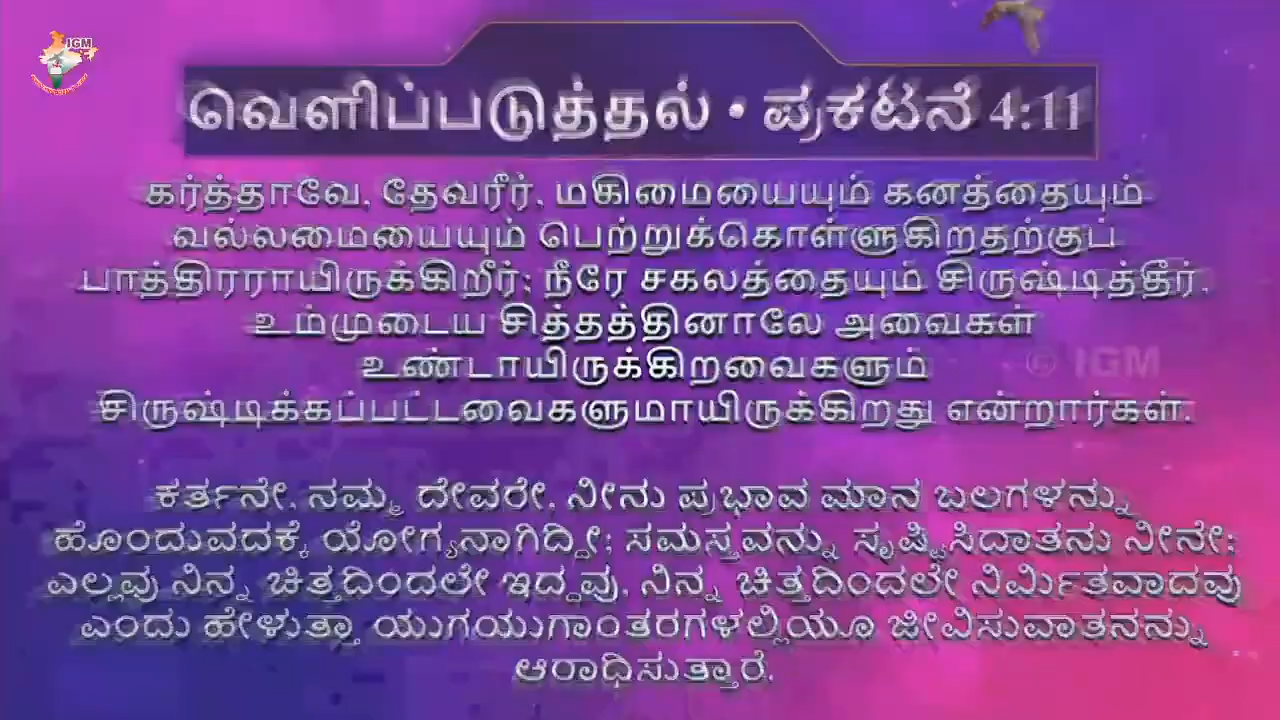 IGM
வெளிப்படுத்தல் • ಪ್ರಕಟನೆ 4:11
கர்த்தாவே, தேவரீர், மகிமையையும் கனத்தையும்
வல்லமையையும் பெற்றுக்கொள்ளுகிறதற்குப்
பாத்திரராயிருக்கிறீர்; நீரே சகலத்தையும் சிருஷ்டித்தீர்,
உம்முடைய சித்தத்தினாலே அவைகள்
உண்டாயிருக்கிறவைகளும்
சிருஷ்டிக்கப்பட்டவைகளுமாயிருக்கிறது என்றார்கள்.
© IGM
ಕರ್ತನೇ, ನಮ್ಮ ದೇವರೇ, ನೀನು ಪ್ರಭಾವ ಮಾನ ಬಲಗಳನ್ನು
ಹೊಂದುವದಕ್ಕೆ ಯೋಗ್ಯನಾಗಿದ್ದೀ; ಸಮಸ್ತವನ್ನು ಸೃಷ್ಟಿಸಿದಾತನು ನೀನೇ;
ಎಲ್ಲವು ನಿನ್ನ ಚಿತ್ತದಿಂದಲೇ ಇದ್ದವು, ನಿನ್ನ ಚಿತ್ತದಿಂದಲೇ ನಿರ್ಮಿತವಾದವು
ಎಂದು ಹೇಳುತ್ತಾ ಯುಗಯುಗಾಂತರಗಳಲ್ಲಿಯೂ ಜೀವಿಸುವಾತನನ್ನು
ಆರಾಧಿಸುತ್ತಾರೆ.